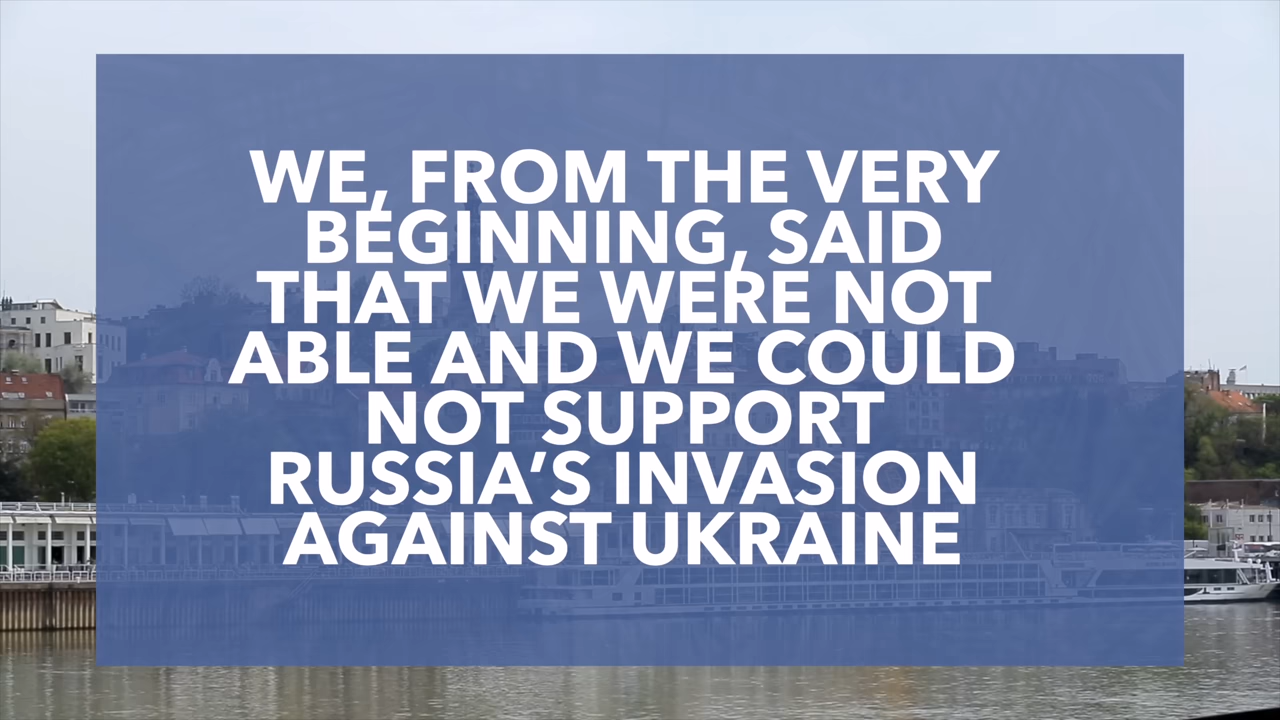 WE, FROM THE VERY
BEGINNING, SAID
THAT WE WERE NOT
ABLE AND WE COULD
NOT SUPPORT
RUSSIA’S INVASION
AGAINST UKRAINE